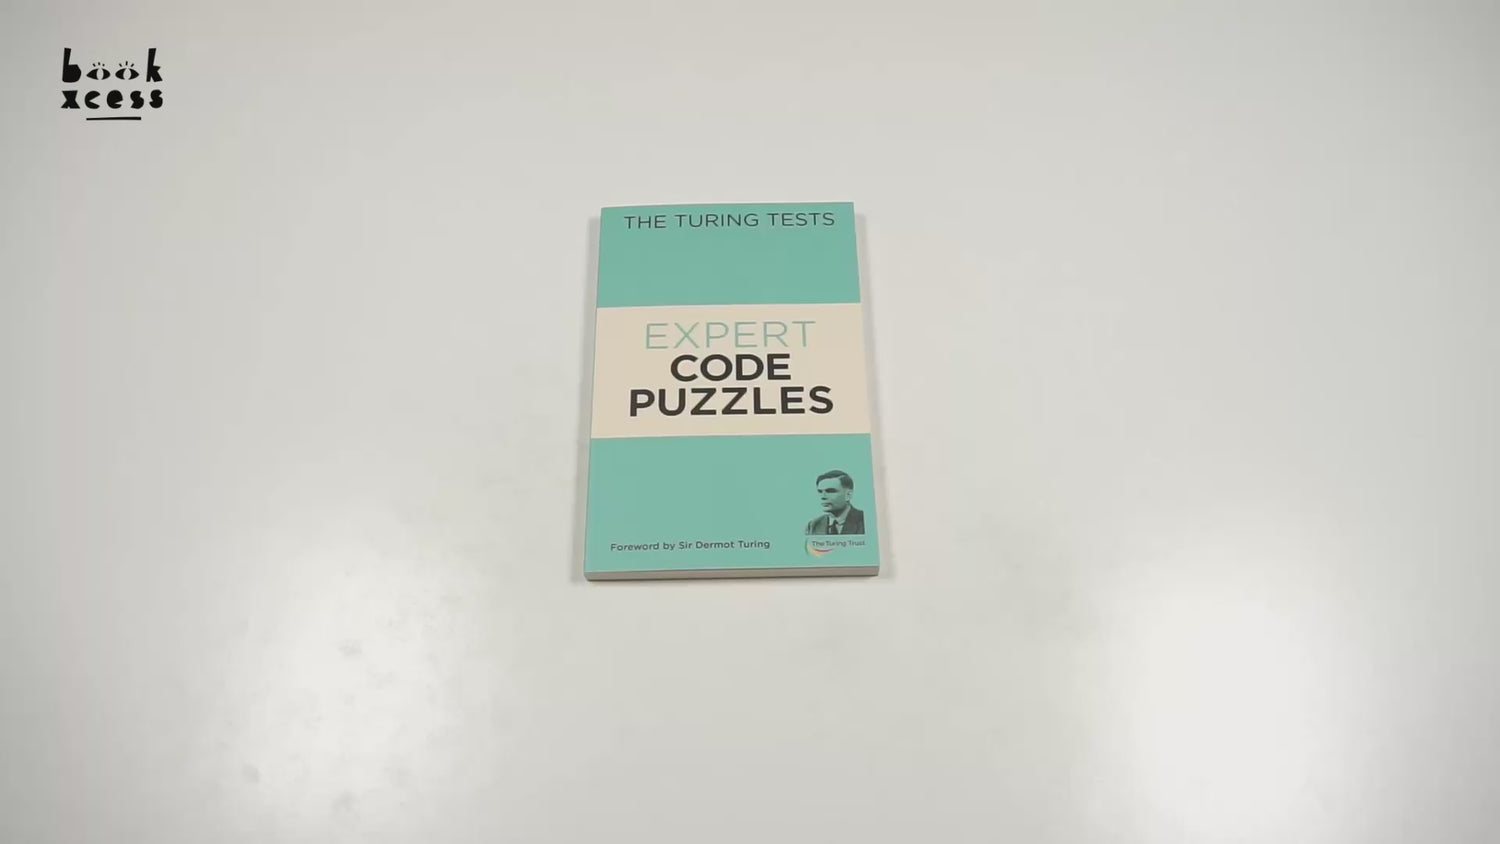 book
xcess
THE TURING TESTS
EXPERT
CODE
PUZZLES
Foreword by Sir Dermot Turing
The Turing Trust